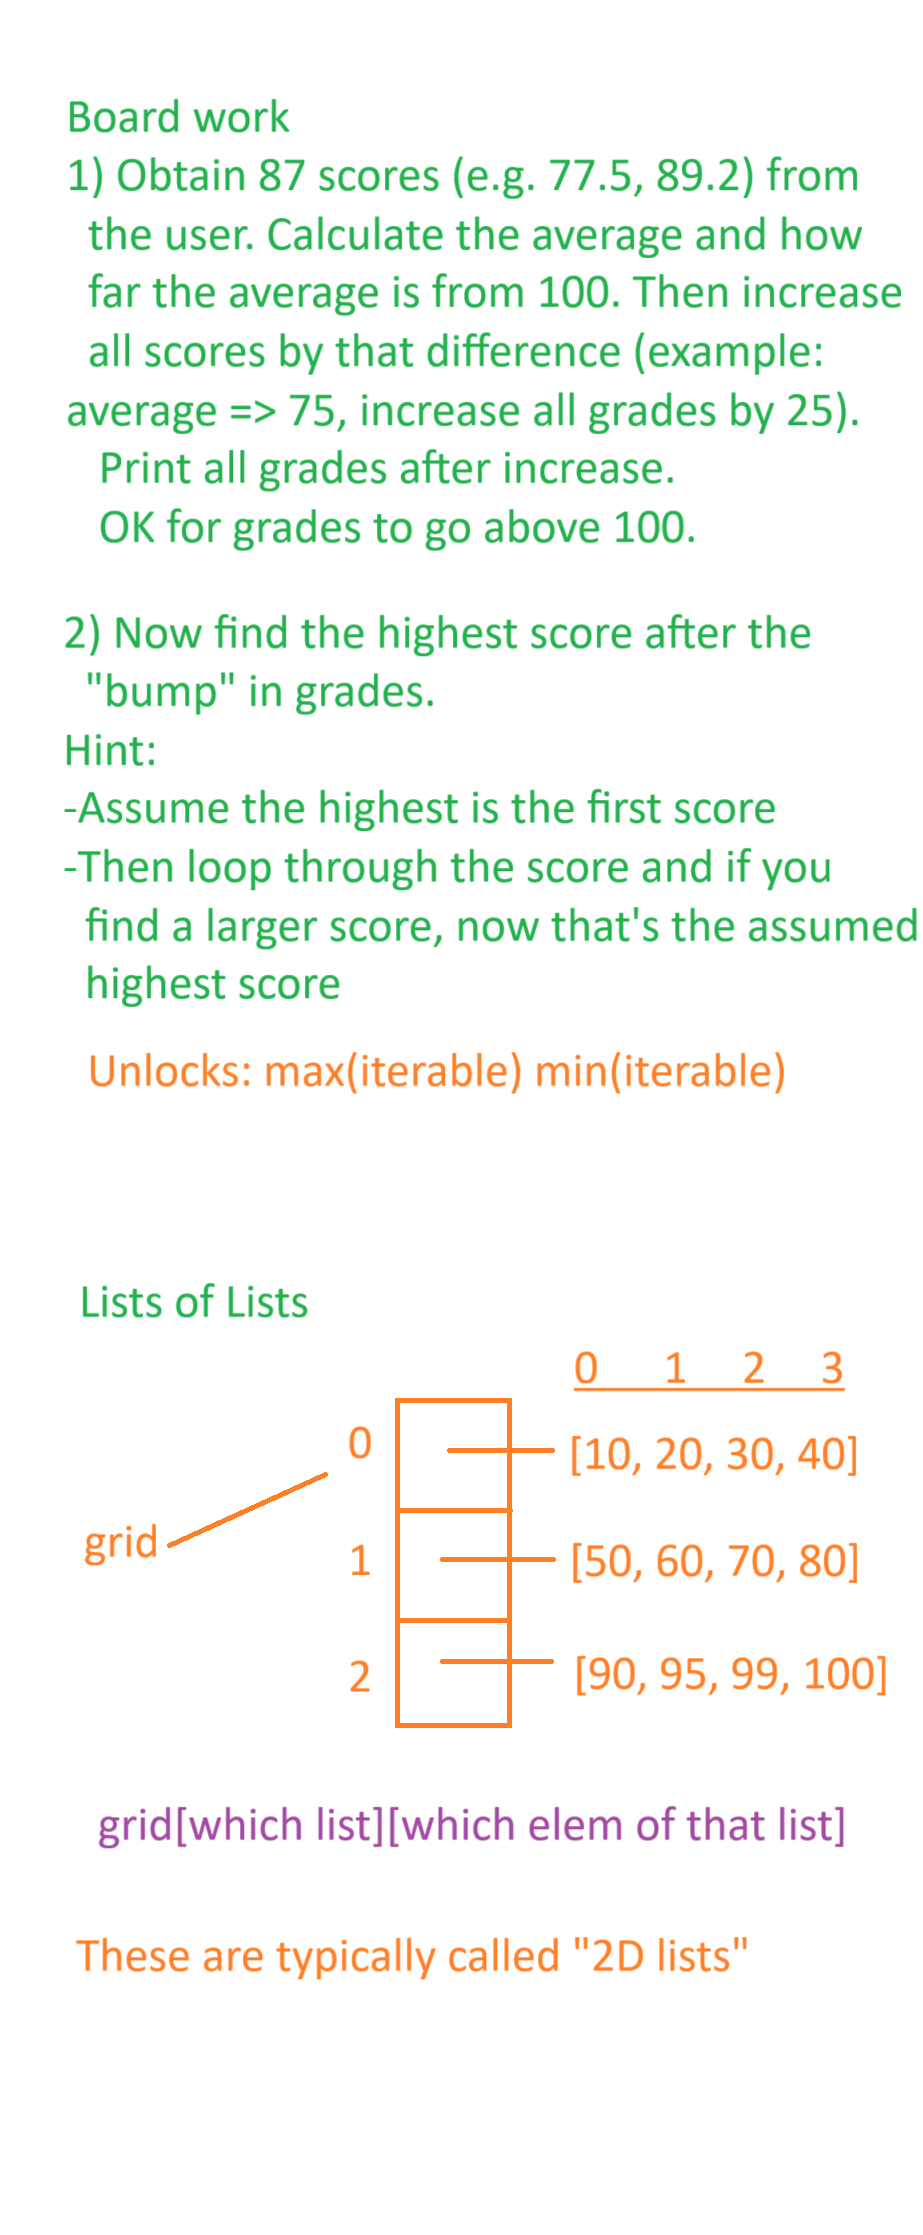 Board work
1) Obtain 87 scores (e.g. 77.5, 89.2) from
the user. Calculate the average and how
far the average is from 100. Then increase
all scores by that difference (example:
average => 75, increase all grades by 25).
Print all grades after increase.
OK for grades to go above 100.
2) Now find the highest score after the
"bump" in grades.
Hint:
-Assume the highest is the first score
-Then loop through the score and if you
find a larger score, now that's the assumed
highest score
Unlocks: max(iterable) min(iterable)
Lists of Lists
0 1 2 3
0 [10, 20, 30, 40]
grid
1 [50, 60, 70, 80]
2 [90, 95, 99, 100]
grid[which list][which elem of that list]
These are typically called "2D lists"